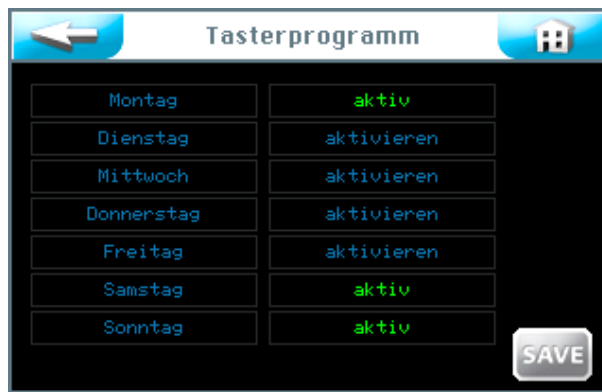 Tasterprogramm
Montag aktiv
Dienstag aktivieren
Mittwoch aktivieren
Donnerstag aktivieren
Freitag aktivieren
Samstag aktiv
Sonntag aktiv
SAVE